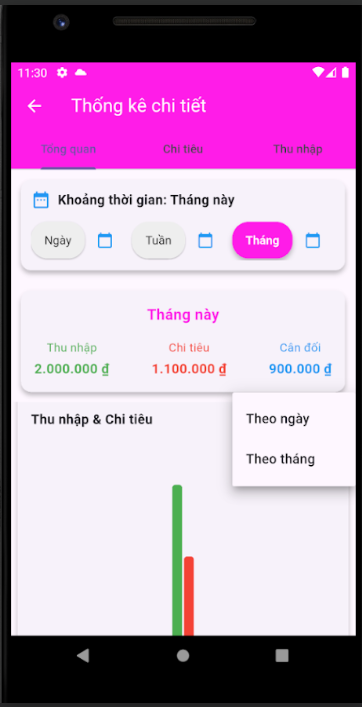 11:30
Thống kê chi tiết
Tổng quan
Chi tiêu
Thu nhập
Khoảng thời gian: Tháng này
Ngày
Tuần
Tháng
Tháng này
Thu nhập
Chi tiêu
Cân đối
2.000.000 ₫
1.100.000 ₫
900.000 ₫
Thu nhập & Chi tiêu
Theo ngày
Theo tháng